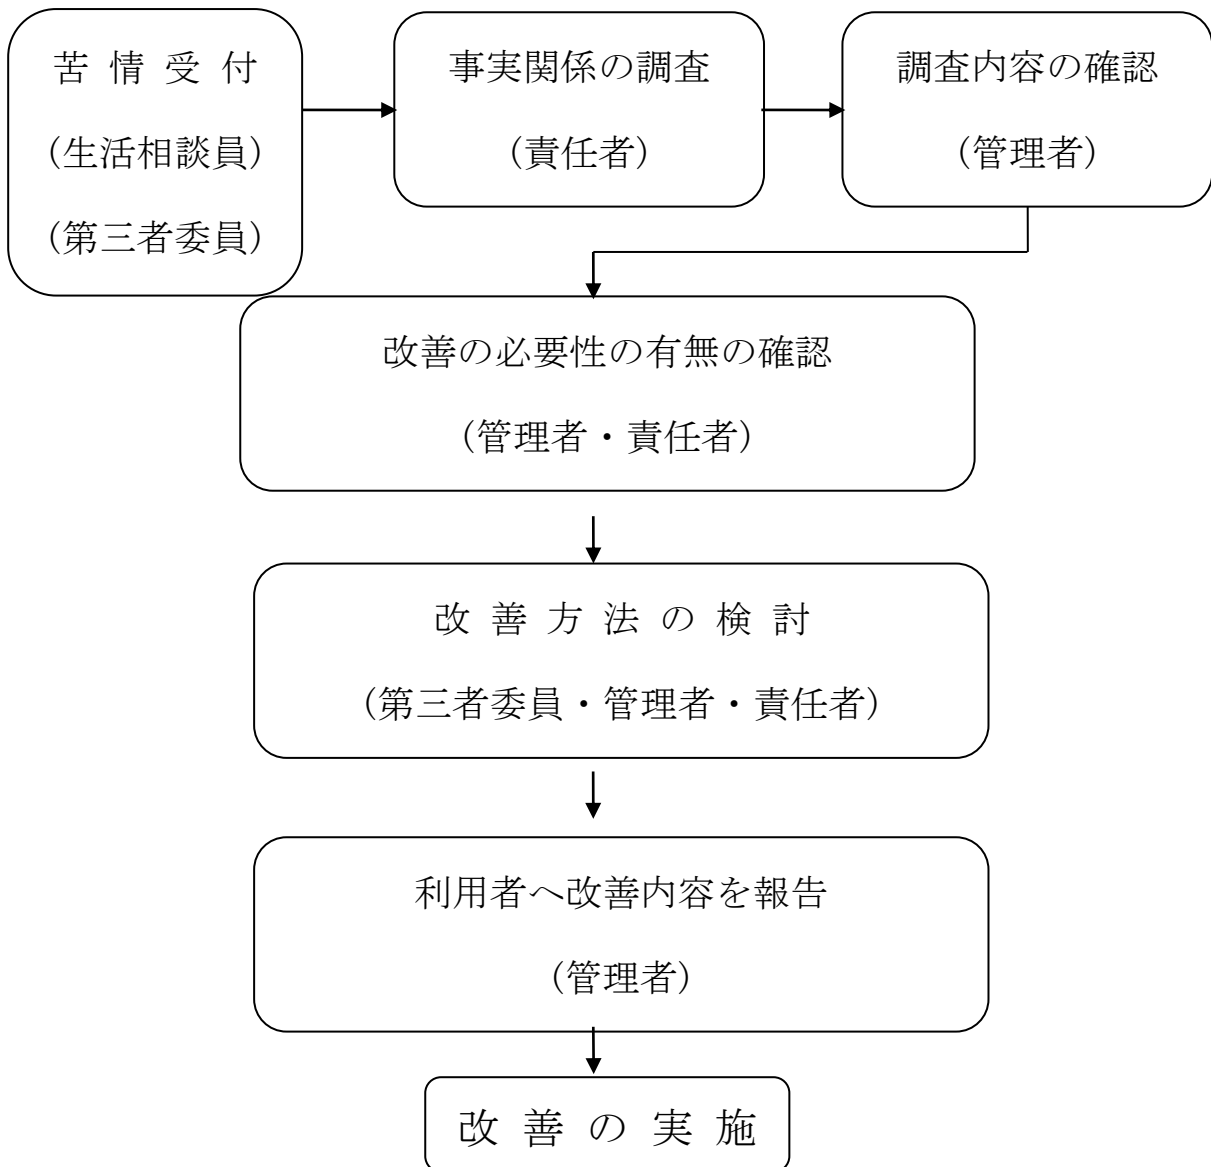 苦 情 受 付
（生活相談員）
（第三者委員）
事実関係の調査
（責任者）
調査内容の確認
（管理者）
改善の必要性の有無の確認
（管理者・責任者）
改 善 方 法 の 検 討
（第三者委員・管理者・責任者）
利用者へ改善内容を報告
（管理者）
改 善 の 実 施